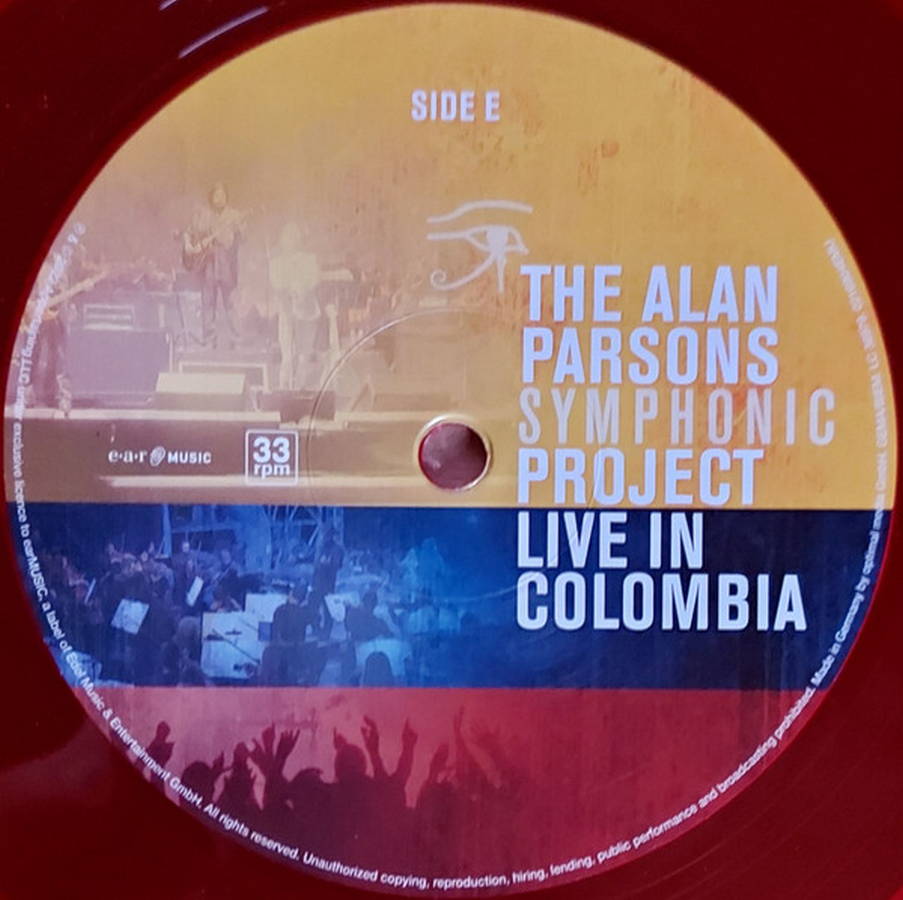 SIDE E
THE ALAN
PARSONS
SYMPHONIC
PROJECT
LIVE IN
COLOMBIA
e·a·r MUSIC
33
rpm
LLC under exclusive licence to earMUSIC, a label of Edel Music & Entertainment GmbH. All rights reserved. Unauthorized copying, reproduction, hiring, lending, public performance and broadcasting prohibited. Made in Germany by optimal media GmbH.